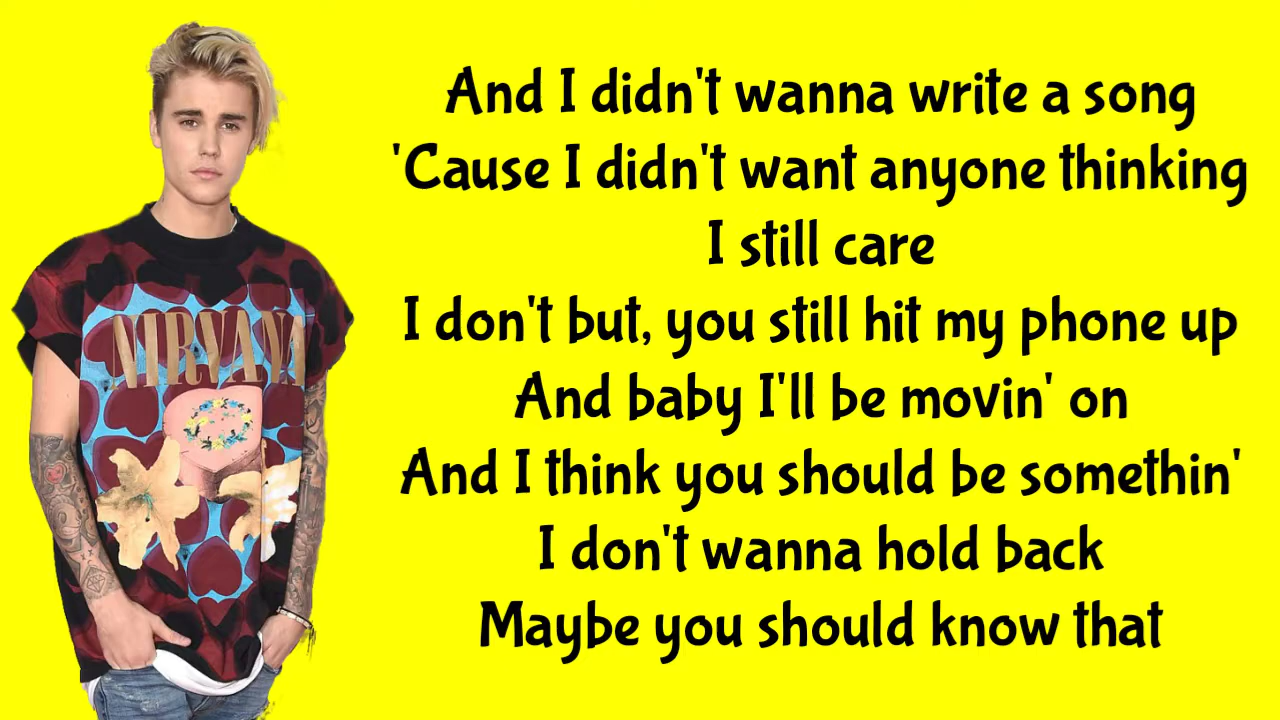 And I didn't wanna write a song
'Cause I didn't want anyone thinking
I still care
I don't but, you still hit my phone up
And baby I'll be movin' on
And I think you should be somethin'
I don't wanna hold back
Maybe you should know that
NIRVANA